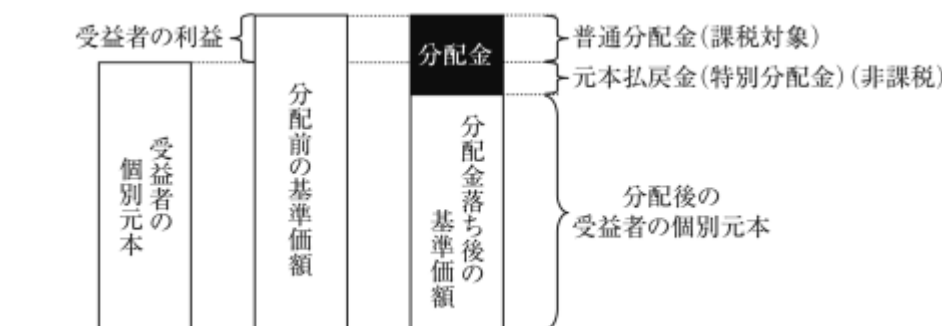 受益者の利益
普通分配金(課税対象)
分配金
元本払戻金(特別分配金)(非課税)
受益者の
個別元本
分配前の基準価額
分配金落ち後の
基準価額
分配後の
受益者の個別元本